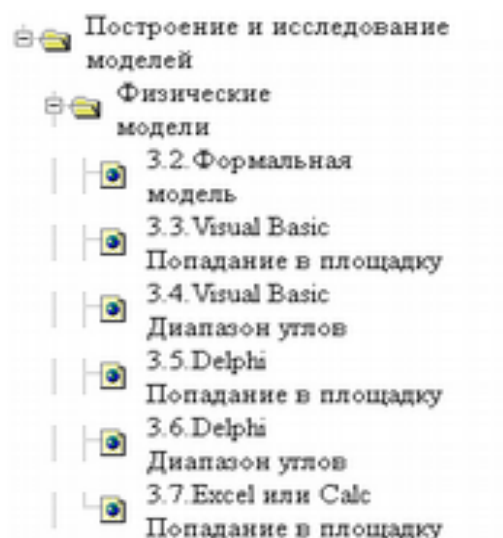 Построение и исследование
моделей
Физические
модели
3.2.Формальная
модель
3.3.Visual Basic
Попадание в площадку
3.4.Visual Basic
Диапазон углов
3.5.Delphi
Попадание в площадку
3.6.Delphi
Диапазон углов
3.7.Excel или Calc
Попадание в площадку